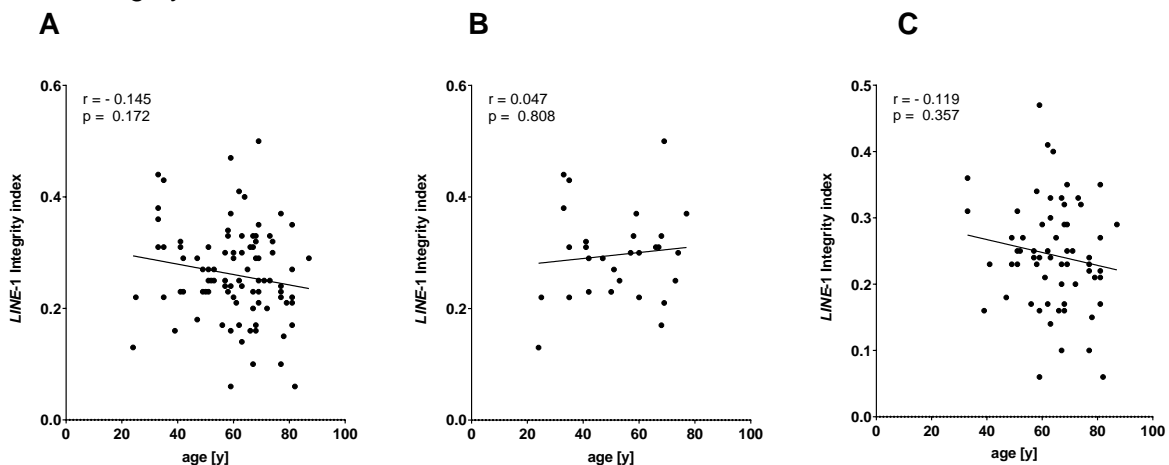 A
B
C
0.6
0.4
0.2
0.0
0
20
40
60
80
100
r = - 0.145
p = 0.172
LINE-1 Integrity index
age [y]
0.6
0.4
0.2
0.0
0
20
40
60
80
100
r = 0.047
p = 0.808
LINE-1 Integrity index
age [y]
0.5
0.4
0.3
0.2
0.1
0.0
0
20
40
60
80
100
r = - 0.119
p = 0.357
LINE-1 Integrity index
age [y]